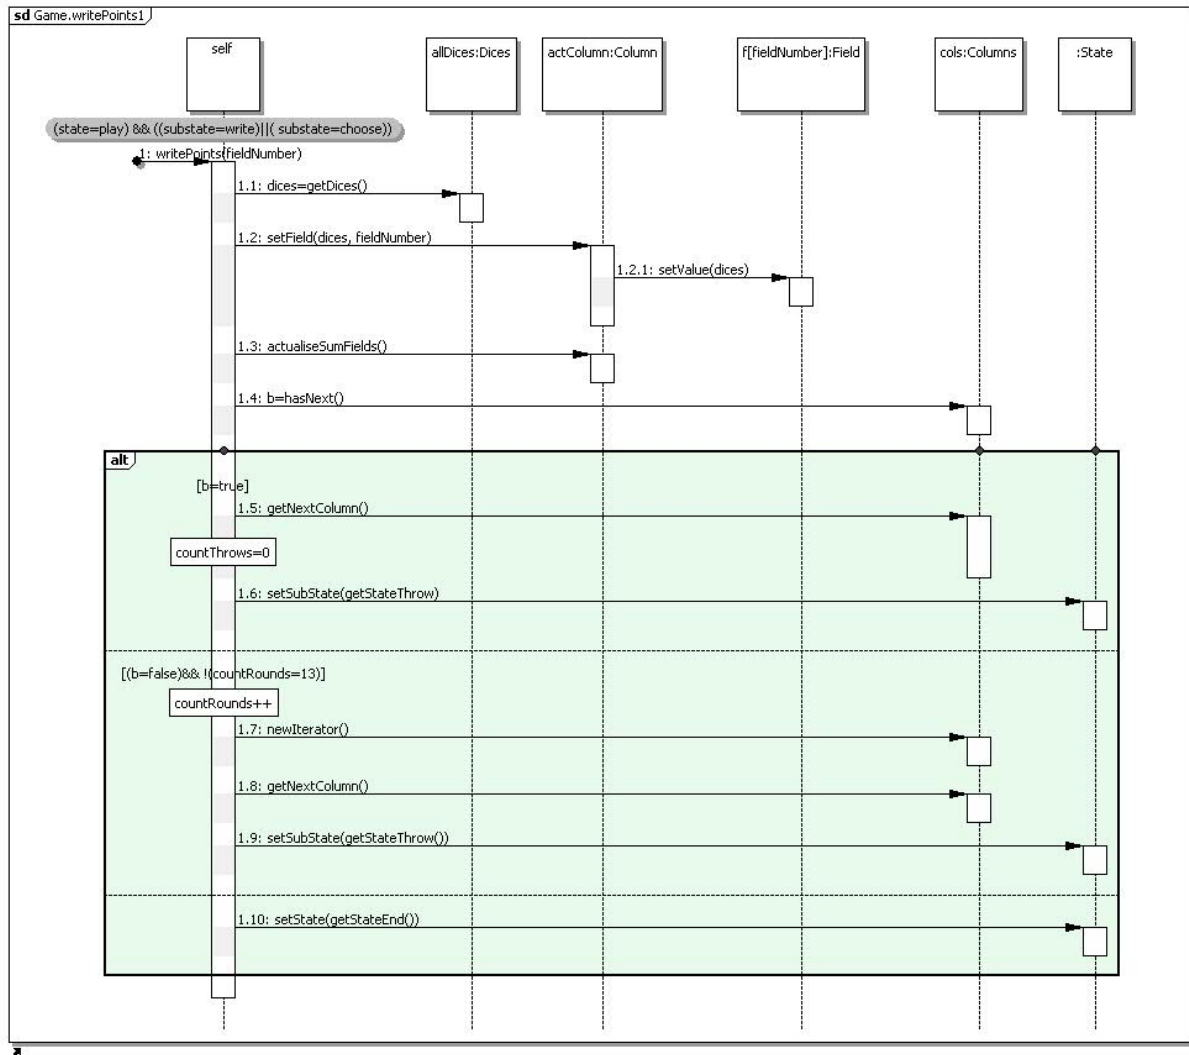 sd Game.writePoints1
self
allDices:Dices
actColumn:Column
f[fieldNumber]:Field
cols:Columns
:State
(state=play) && ((substate=write)||( substate=choose))
1: writePoints(fieldNumber)
1.1: dices=getDices()
1.2: setField(dices, fieldNumber)
1.2.1: setValue(dices)
1.3: actualiseSumFields()
1.4: b=hasNext()
alt
[b=true]
1.5: getNextColumn()
countThrows=0
1.6: setSubState(getStateThrow)
[(b=false)&& !(countRounds=13)]
countRounds++
1.7: newIterator()
1.8: getNextColumn()
1.9: setSubState(getStateThrow())
1.10: setState(getStateEnd())